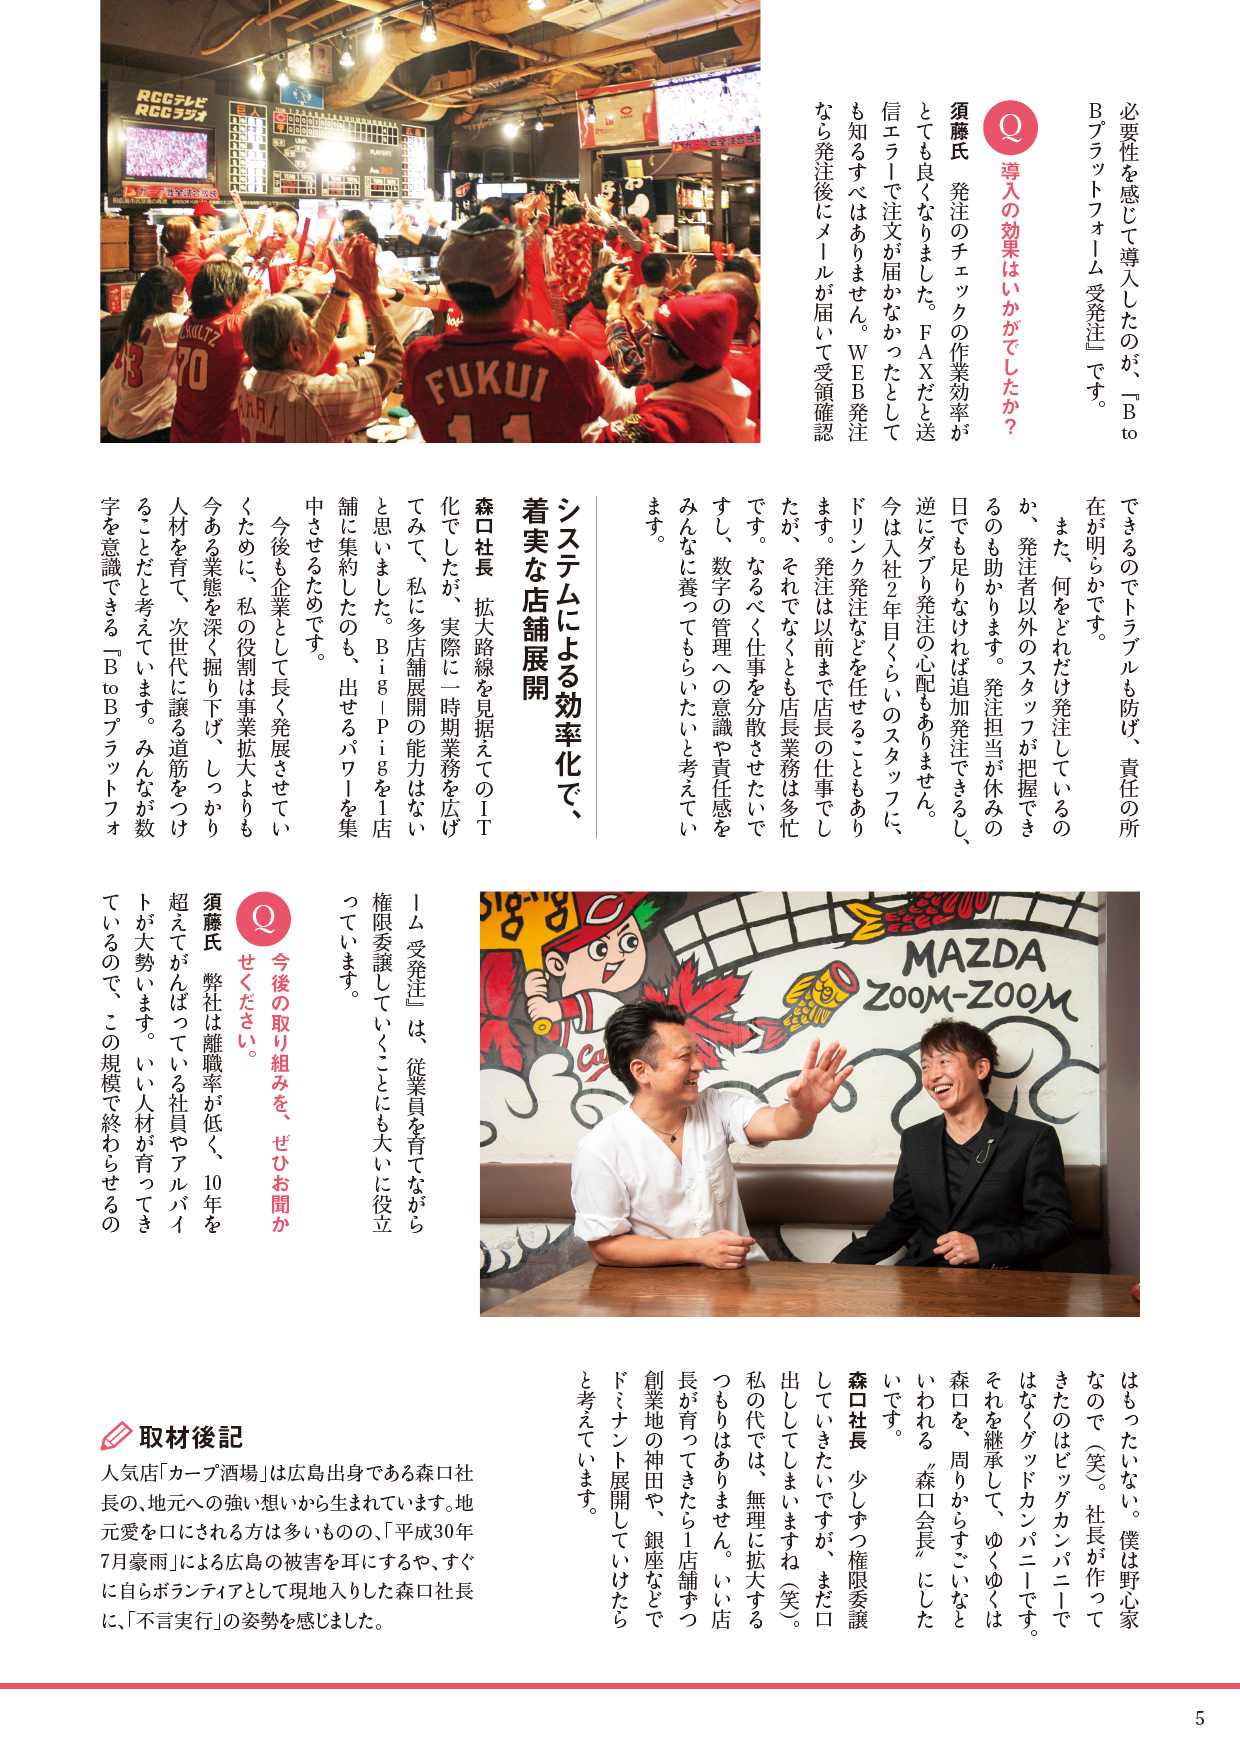 必要性を感じて導入したのが、『B to
Bプラットフォーム 受発注』です。
Q 導入の効果はいかがでしたか？
須藤氏　発注のチェックの作業効率が
とても良くなりました。FAXだと送
信エラーで注文が届かなかったとして
も知るすべはありません。WEB発注
なら発注後にメールが届いて受領確認
できるのでトラブルも防げ、責任の所
在が明らかです。
　また、何をどれだけ発注しているの
か、発注者以外のスタッフが把握でき
るのも助かります。発注担当が休みの
日でも足りなければ追加発注できるし、
逆にダブり発注の心配もありません。
今は入社2年目くらいのスタッフに、
ドリンク発注などを任せることもあり
ます。発注は以前まで店長の仕事でし
たが、それでなくとも店長業務は多忙
です。なるべく仕事を分散させたいで
すし、数字の管理への意識や責任感を
みんなに養ってもらいたいと考えてい
ます。
システムによる効率化で、
着実な店舗展開
森口社長　拡大路線を見据えてのIT
化でしたが、実際に一時期業務を広げ
てみて、私に多店舗展開の能力はない
と思いました。Big-Pigを1店
舗に集約したのも、出せるパワーを集
中させるためです。
　今後も企業として長く発展させてい
くために、私の役割は事業拡大よりも
今ある業態を深く掘り下げ、しっかり
人材を育て、次世代に譲る道筋をつけ
ることだと考えています。みんなが数
字を意識できる『B to Bプラットフォ
ーム 受発注』は、従業員を育てながら
権限委譲していくことにも大いに役立
っています。
Q 今後の取り組みを、ぜひお聞か
せください。
須藤氏　弊社は離職率が低く、10年を
超えてがんばっている社員やアルバイ
トが大勢います。いい人材が育ってき
ているので、この規模で終わらせるの
はもったいない。僕は野心家
なので（笑）。社長が作って
きたのはビッグカンパニーで
はなくグッドカンパニーです。
それを継承して、ゆくゆくは
森口を、周りからすごいなと
いわれる〝森口会長〟にした
いです。
森口社長　少しずつ権限委譲
していきたいですが、まだ口
出ししてしまいますね（笑）。
私の代では、無理に拡大する
つもりはありません。いい店
長が育ってきたら1店舗ずつ
創業地の神田や、銀座などで
ドミナント展開していけたら
と考えています。
取材後記
人気店「カープ酒場」は広島出身である森口社
長の、地元への強い想いから生まれています。地
元愛を口にされる方は多いものの、「平成30年
7月豪雨」による広島の被害を耳にするや、すぐ
に自らボランティアとして現地入りした森口社長
に、「不言実行」の姿勢を感じました。
RCCテレビ
RCCラジオ
巨人
FUKUI
11
70
MAZDA
ZOOM-ZOOM
5